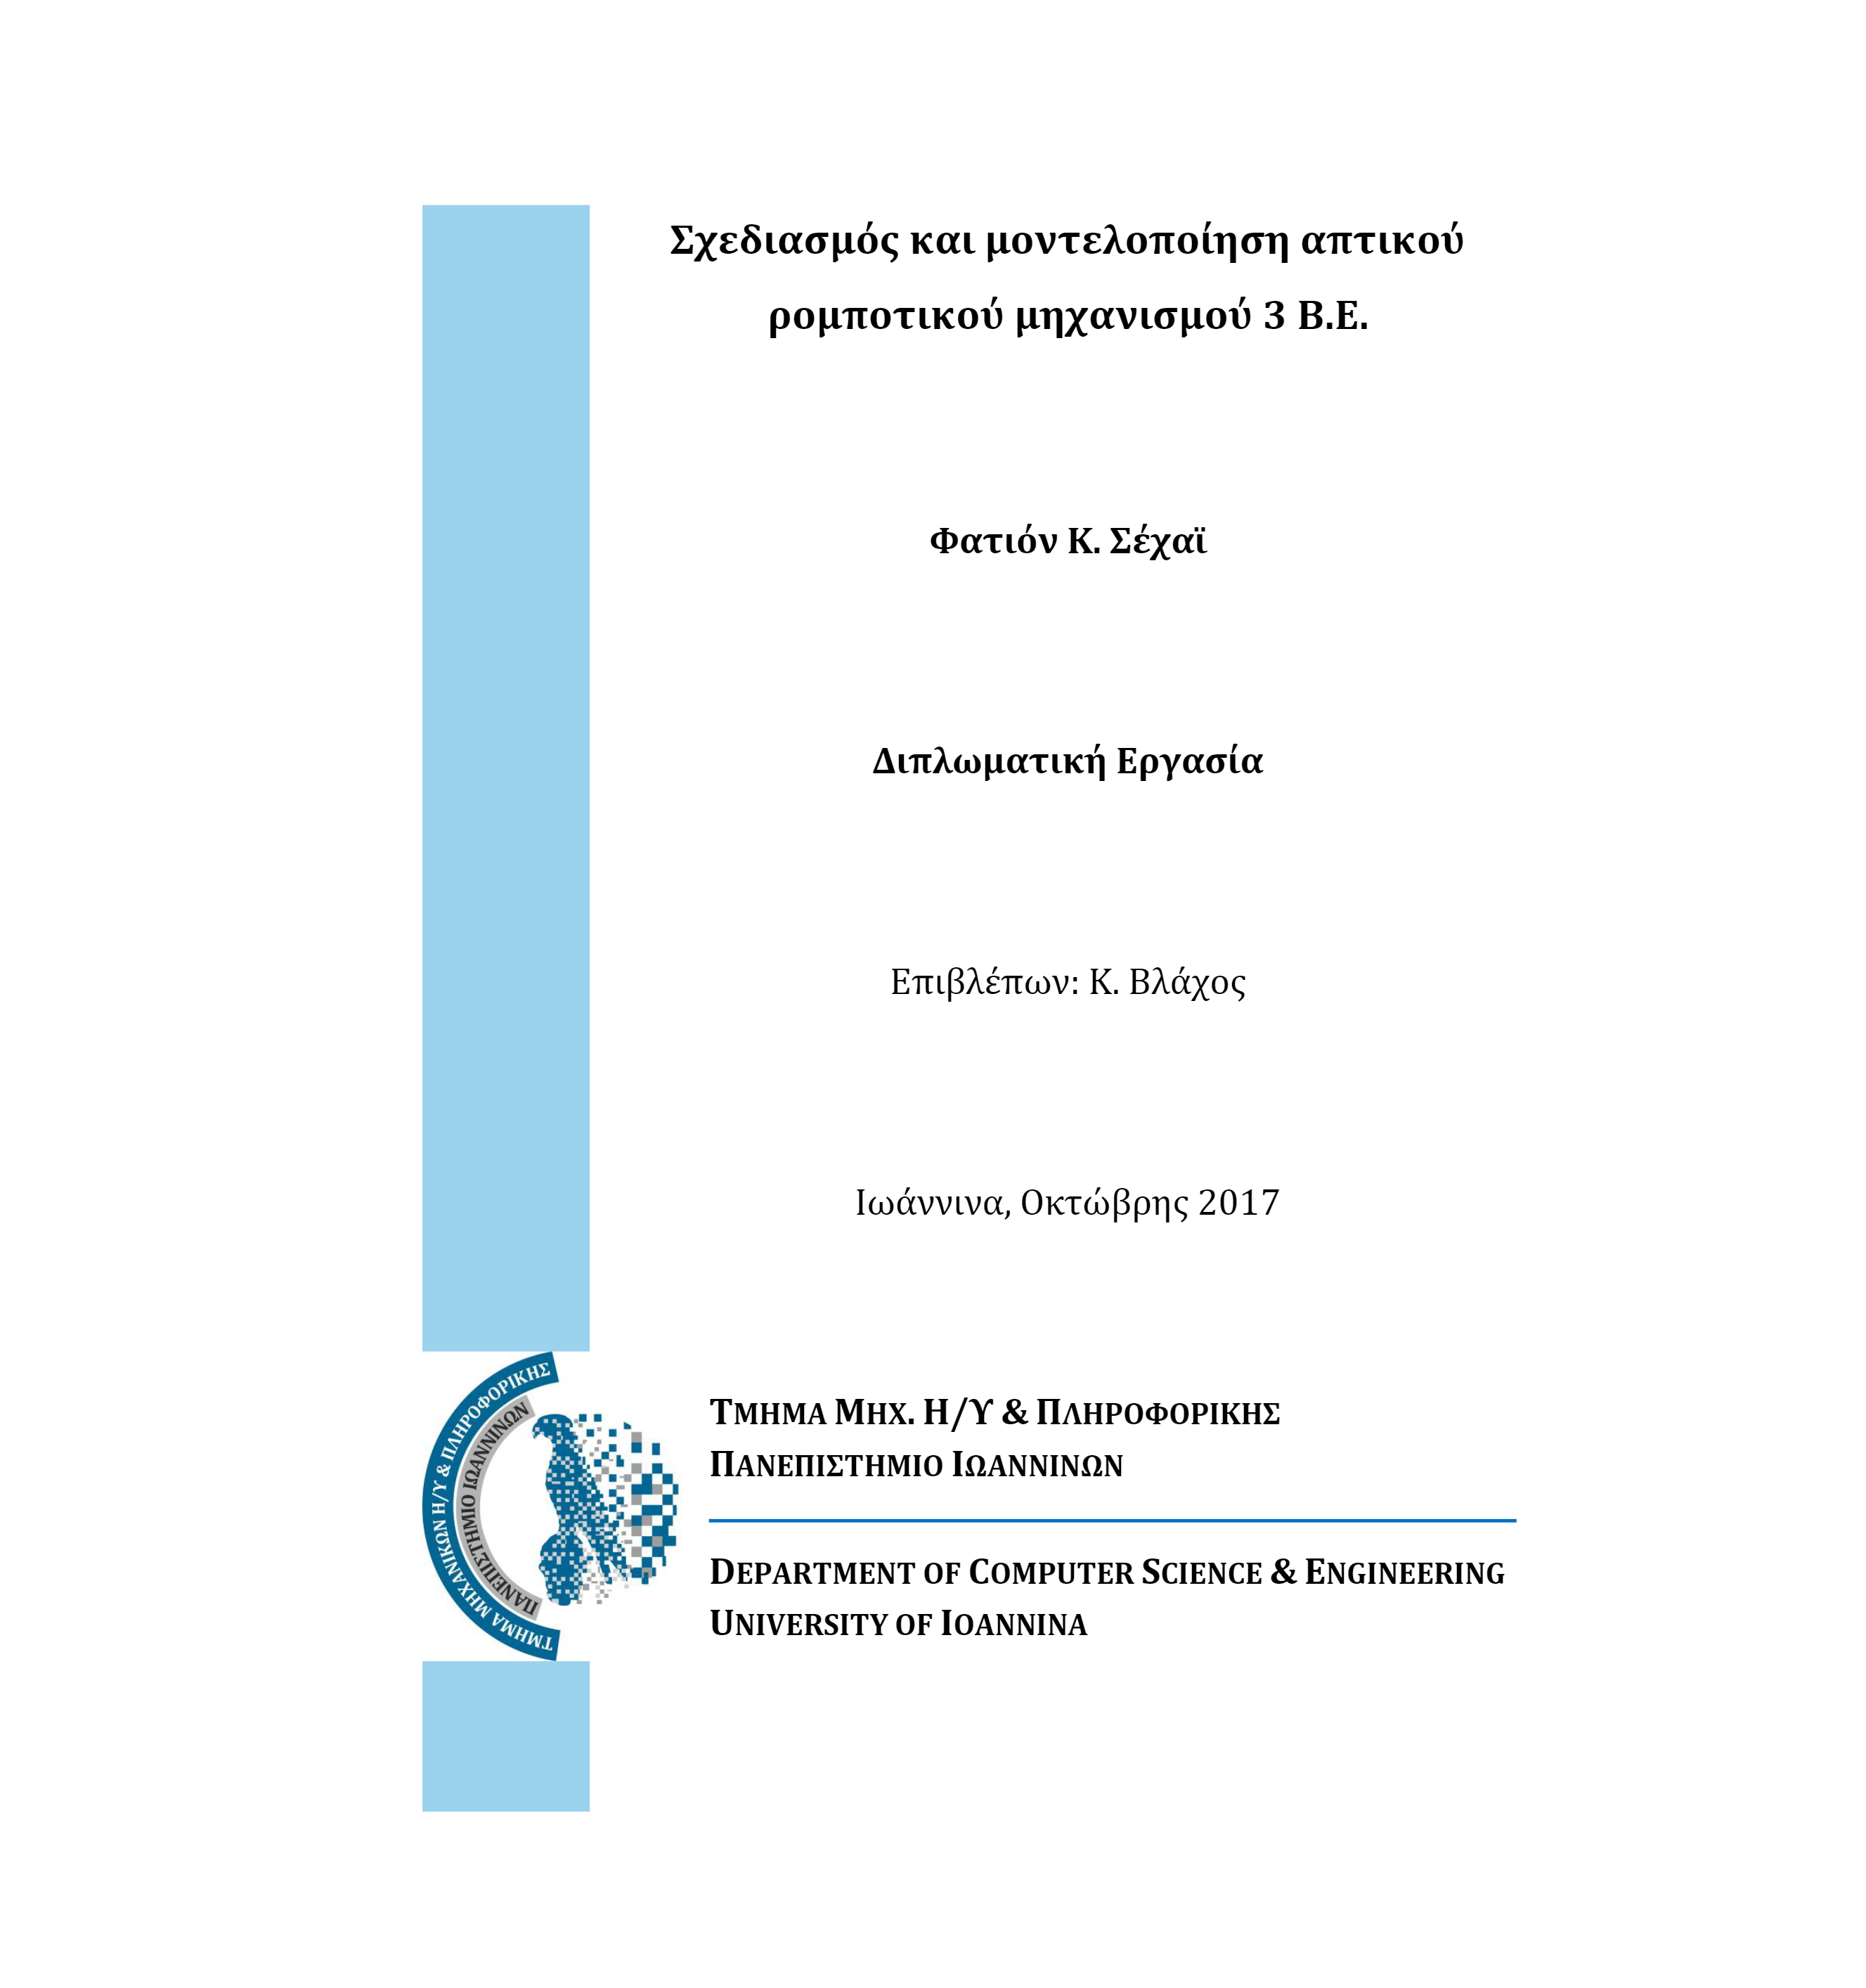 Σχεδιασμός και μοντελοποίηση απτικού
ρομποτικού μηχανισμού 3 Β.Ε.
Φατιόν Κ. Σέχαϊ
Διπλωματική Εργασία
Επιβλέπων: Κ. Βλάχος
Ιωάννινα, Οκτώβρης 2017
ΤΜΗΜΑ ΜΗΧΑΝΙΚΩΝ Η/Υ & ΠΛΗΡΟΦΟΡΙΚΗΣ
ΠΑΝΕΠΙΣΤΗΜΙΟ ΙΩΑΝΝΙΝΩΝ
ΤΜΗΜΑ ΜΗΧ. Η/Υ & ΠΛΗΡΟΦΟΡΙΚΗΣ
ΠΑΝΕΠΙΣΤΗΜΙΟ ΙΩΑΝΝΙΝΩΝ
DEPARTMENT OF COMPUTER SCIENCE & ENGINEERING
UNIVERSITY OF IOANNINA